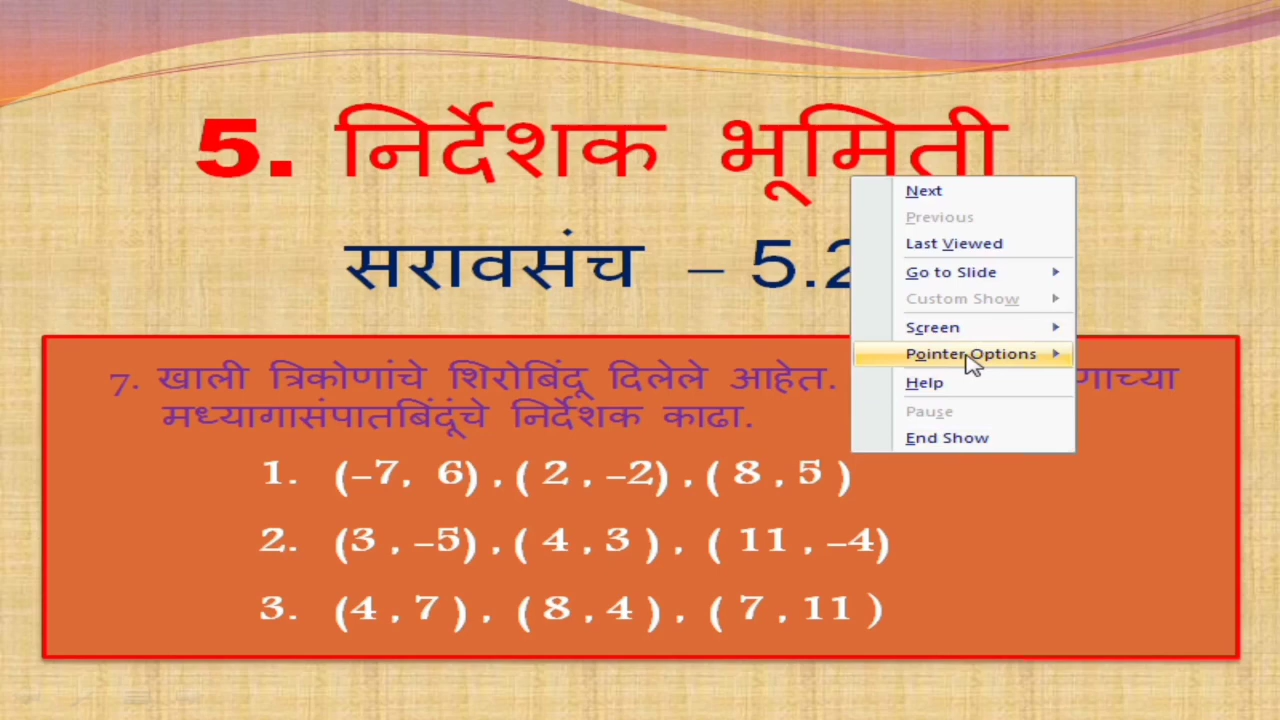 5. निर्देशक भूमिती
सरावसंच – 5.2
7. खाली त्रिकोणांचे शिरोबिंदू दिलेले आहेत.
मध्यागासंपातबिंदूंचे निर्देशक काढा.
1. (–7, 6) , ( 2 , –2) , ( 8 , 5 )
2. (3 , –5) , ( 4 , 3 ) , ( 11 , –4)
3. (4 , 7 ) , ( 8 , 4 ) , ( 7 , 11 )
Next
Previous
Last Viewed
Go to Slide
Custom Show
Screen
Pointer Options
Help
Pause
End Show